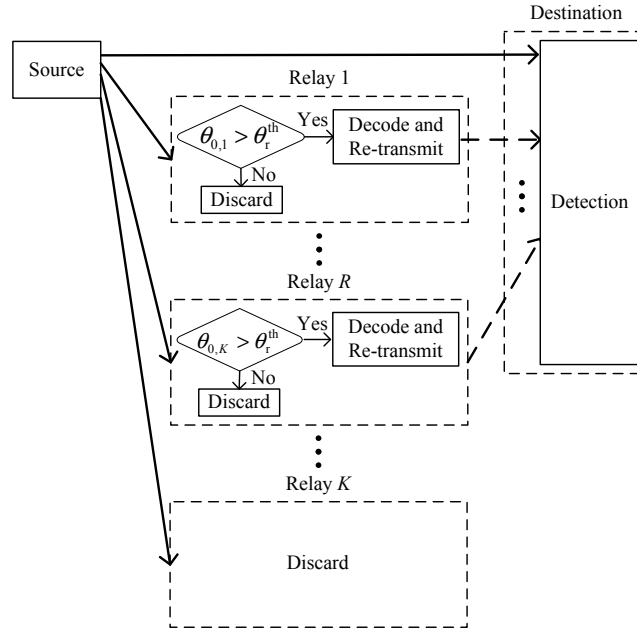 Destination
Source
Relay 1
θ0,1 > θrth
Yes
Decode and
Re-transmit
No
Discard
Detection
Relay R
θ0,K > θrth
Yes
Decode and
Re-transmit
No
Discard
Relay K
Discard